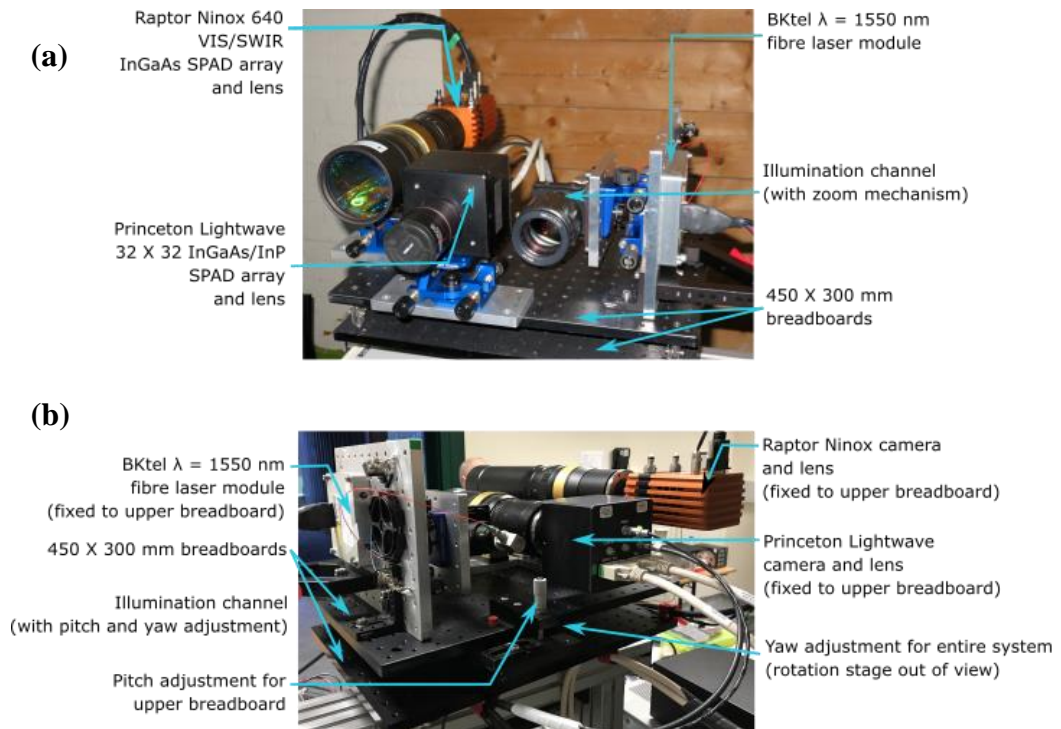 (a)
Raptor Ninox 640
VIS/SWIR
InGaAs SPAD array
and lens
Princeton Lightwave
32 X 32 InGaAs/InP
SPAD array
and lens
BKtel λ = 1550 nm
fibre laser module
Illumination channel
(with zoom mechanism)
450 X 300 mm
breadboards
(b)
BKtel λ = 1550 nm
fibre laser module
(fixed to upper breadboard)
450 X 300 mm breadboards
Illumination channel
(with pitch and yaw adjustment)
Pitch adjustment for
upper breadboard
Raptor Ninox camera
and lens
(fixed to upper breadboard)
Princeton Lightwave
camera and lens
(fixed to upper breadboard)
Yaw adjustment for entire system
(rotation stage out of view)